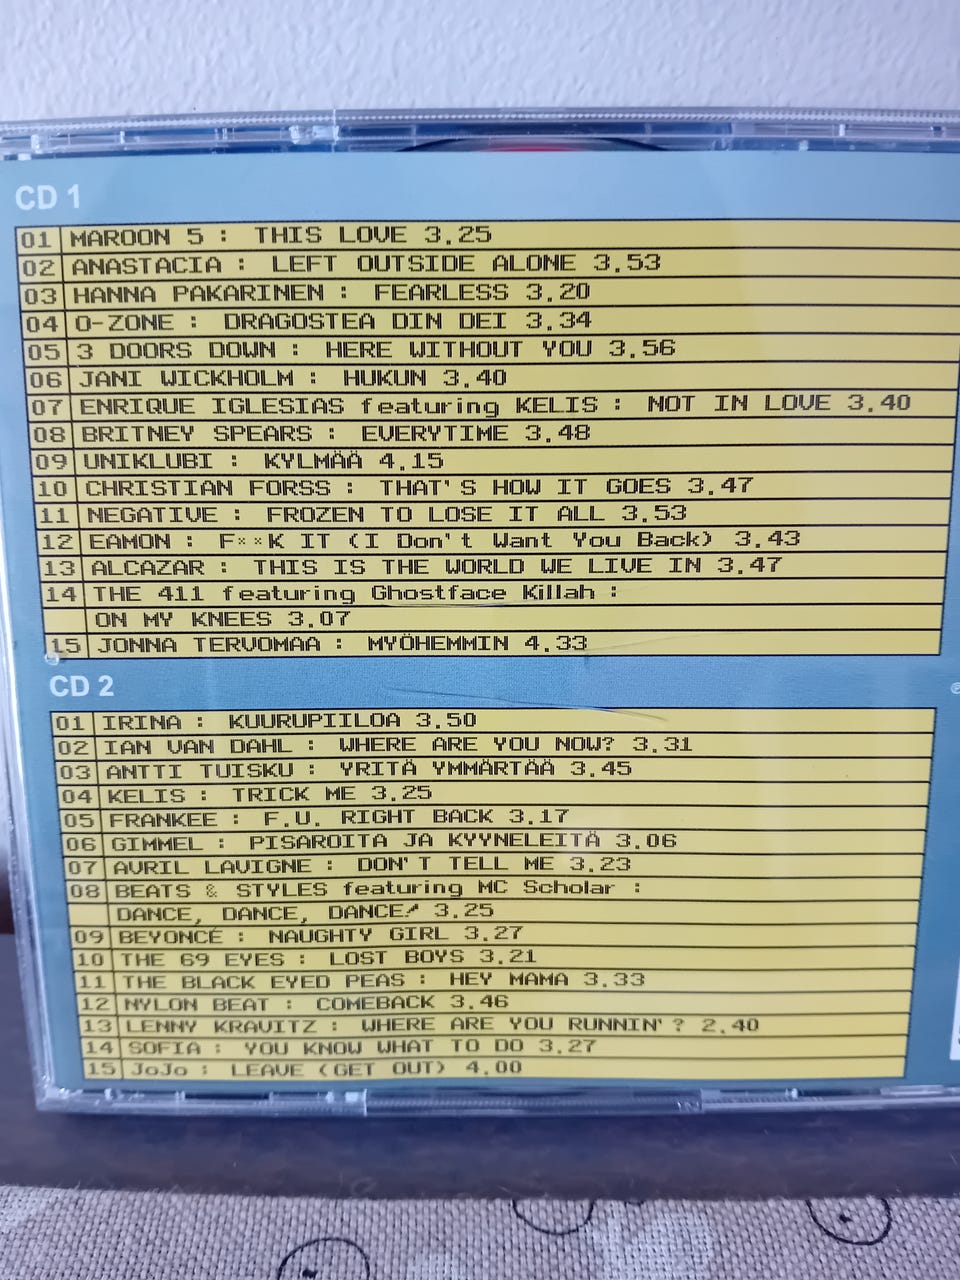 CD 1
01 MAROON 5 : THIS LOVE 3.25
02 ANASTACIA : LEFT OUTSIDE ALONE 3.53
03 HANNA PAKARINEN : FEARLESS 3.20
04 O-ZONE : DRAGOSTEA DIN DEI 3.34
05 3 DOORS DOWN : HERE WITHOUT YOU 3.56
06 JANI WICKHOLM : HUKUN 3.40
07 ENRIQUE IGLESIAS featuring KELIS : NOT IN LOVE 3.40
08 BRITNEY SPEARS : EVERYTIME 3.48
09 UNIKLUBI : KYLMÄÄ 4.15
10 CHRISTIAN FORSS : THAT'S HOW IT GOES 3.47
11 NEGATIVE : FROZEN TO LOSE IT ALL 3.53
12 EAMON : F**K IT (I Don't Want You Back) 3.43
13 ALCAZAR : THIS IS THE WORLD WE LIVE IN 3.47
14 THE 411 featuring Ghostface Killah :
ON MY KNEES 3.07
15 JONNA TERVOMAA : MYÖHEMMIN 4.33
CD 2
01 IRINA : KUURUPIILOA 3.50
02 IAN VAN DAHL : WHERE ARE YOU NOW? 3.31
03 ANTTI TUISKU : YRITÄ YMMÄRTÄÄ 3.45
04 KELIS : TRICK ME 3.25
05 FRANKEE : F.U. RIGHT BACK 3.17
06 GIMMEL : PISAROITA JA KYYNELEITÄ 3.06
07 AVRIL LAVIGNE : DON'T TELL ME 3.23
08 BEATS & STYLES featuring MC Scholar :
DANCE, DANCE, DANCE! 3.25
09 BEYONCÉ : NAUGHTY GIRL 3.27
10 THE 69 EYES : LOST BOYS 3.21
11 THE BLACK EYED PEAS : HEY MAMA 3.33
12 NYLON BEAT : COMEBACK 3.46
13 LENNY KRAVITZ : WHERE ARE YOU RUNNIN'? 2.40
14 SOFIA : YOU KNOW WHAT TO DO 3.27
15 JoJo : LEAVE (GET OUT) 4.00